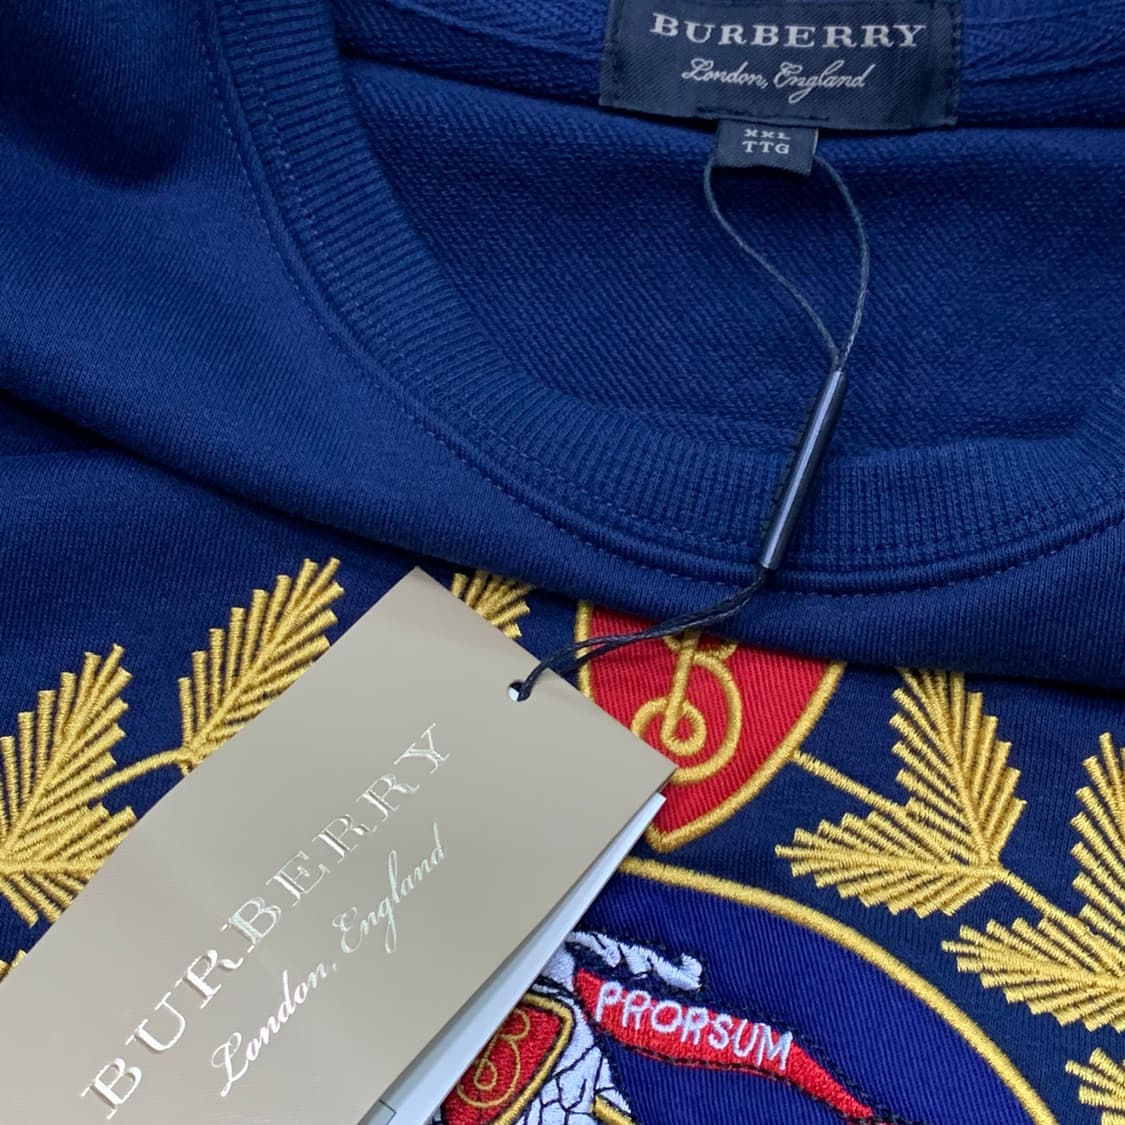 BURBERRY
London, England
XXL
TTG
B
BURBERRY
London, England
PRORSUM
B